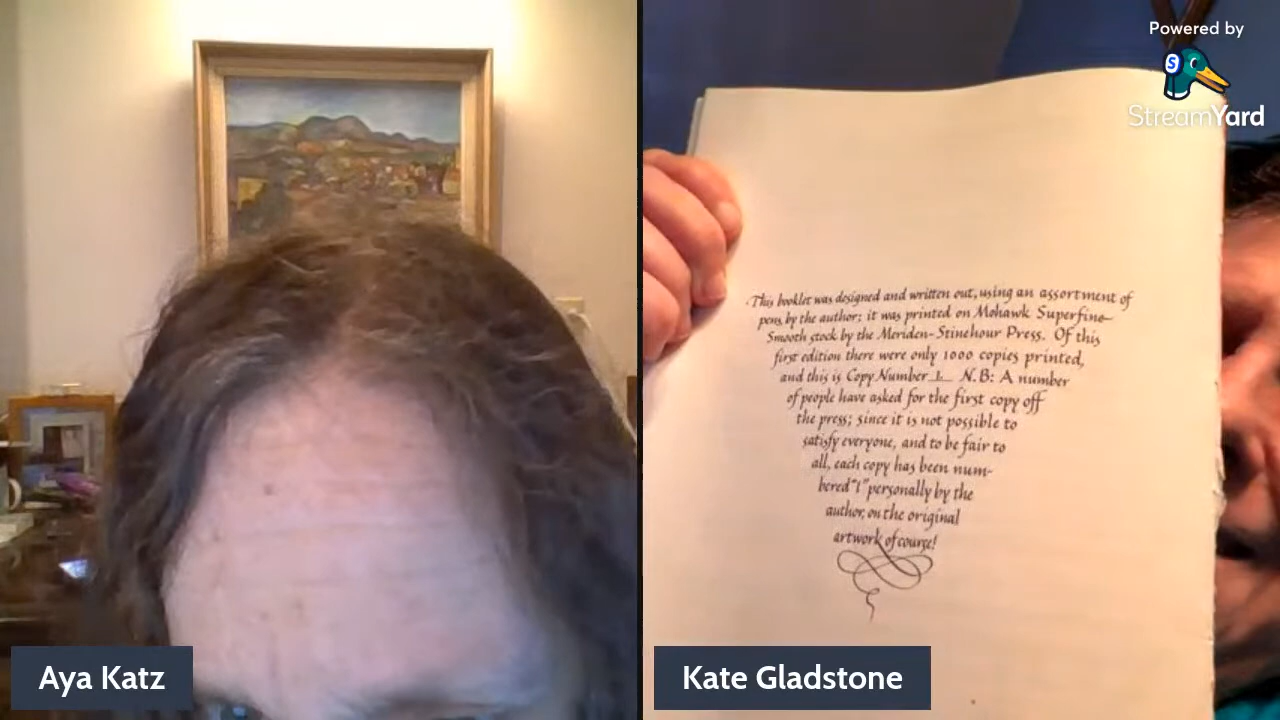 Powered by
StreamYard
This booklet was designed and written out, using an assortment of
pens, by the author; it was printed on Mohawk Superfine
Smooth stock by the Meriden-Stinehour Press. Of this
first edition there were only 1000 copies printed,
and this is Copy Number 1. N.B: A number
of people have asked for the first copy off
the press; since it is not possible to
satisfy everyone, and to be fair to
all, each copy has been num-
bered "1" personally by the
author, on the original
artwork of course!
Aya Katz
Kate Gladstone